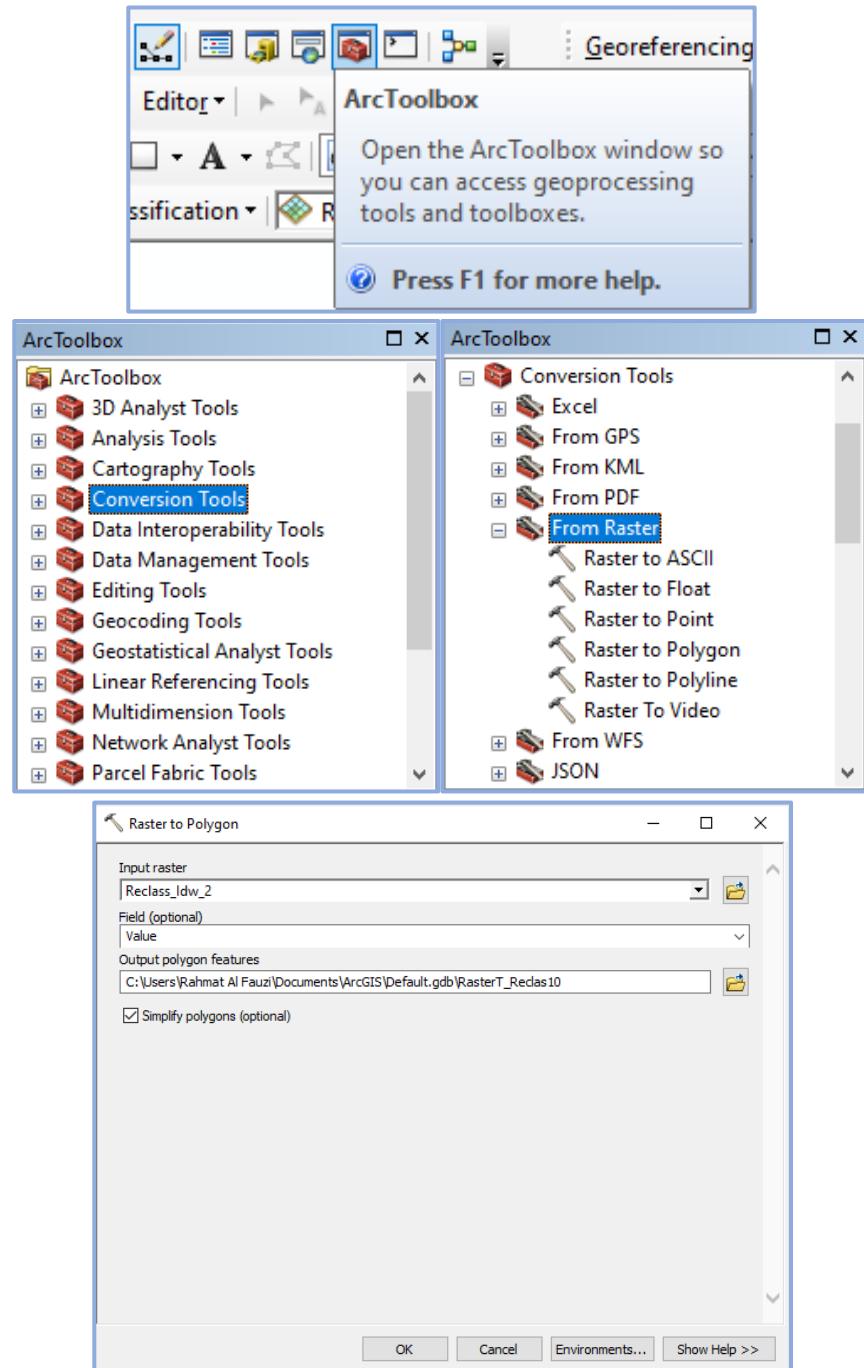 Georeferencing
Editor
ArcToolbox
Open the ArcToolbox window so
you can access geoprocessing
tools and toolboxes.
A
ssification
R
Press F1 for more help.
ArcToolbox
ArcToolbox
3D Analyst Tools
Analysis Tools
Cartography Tools
Conversion Tools
Data Interoperability Tools
Data Management Tools
Editing Tools
Geocoding Tools
Geostatistical Analyst Tools
Linear Referencing Tools
Multidimension Tools
Network Analyst Tools
Parcel Fabric Tools
ArcToolbox
Conversion Tools
Excel
From GPS
From KML
From PDF
From Raster
Raster to ASCII
Raster to Float
Raster to Point
Raster to Polygon
Raster to Polyline
Raster To Video
From WFS
JSON
Raster to Polygon
Input raster
Reclass_Idw_2
Field (optional)
Value
Output polygon features
C:\Users\Rahmat Al Fauzi\Documents\ArcGIS\Default.gdb\RasterT_Reclas10
Simplify polygons (optional)
OK Cancel Environments... Show Help >>